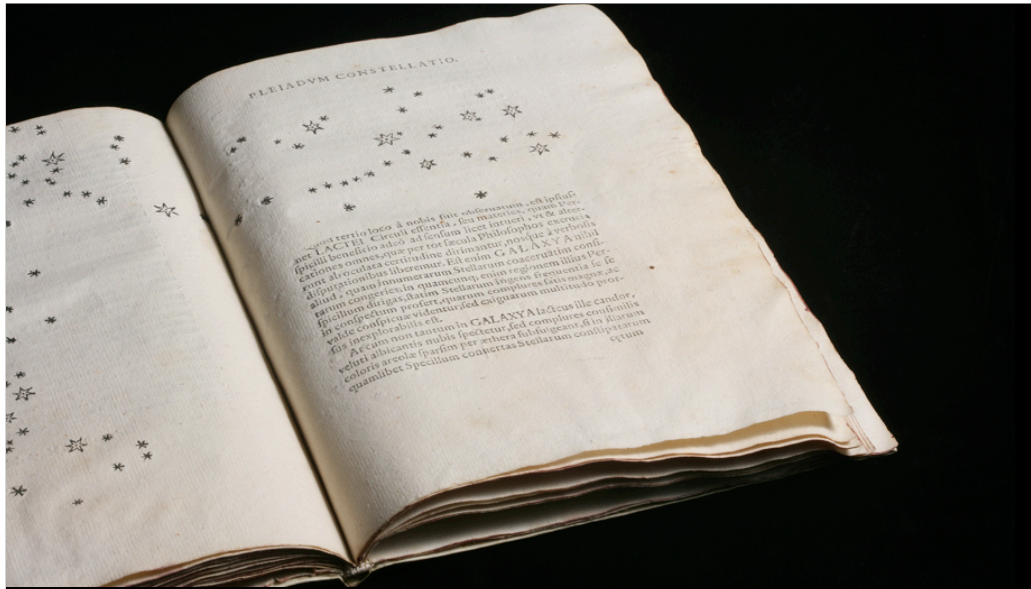 PLEIADVM CONSTELLATIO.
Quod tertio loco à nobis fuit obſeruatum, eſt ipſiuſ-
met LACTEI Circuli eſſentia, ſeu materies, quam Per-
ſpicilli beneficio adeò ad ſenſum licet intueri, vt & alter-
cationes omnes, quæ per tot ſæcula Philoſophos excrucia
runt ab oculata certitudine dirimantur, noſque à verboſis
diſputationibus liberemur. Eſt enim GALAXYA nihil
aliud, quam innumerarum Stellarum coaceruatim conſi-
tarum congeries; in quamcunq; enim regionem illius Per-
ſpicillum dirigas, ſtatim Stellarum ingens frequentia ſe ſe
in conſpectum profert, quarum complures ſatis magnæ, ac
valde conſpicuæ videntur; ſed exiguarum multitudo pror-
ſus inexplorabilis eſt.
At cum non tantum in GALAXYA lacteus ille candor,
veluti albicantis nubis ſpectetur, ſed complures conſimilis
coloris areolæ ſparſim per æthera ſubfulgeant, ſi in illarum
quamlibet Specillum conuertas Stellarum conſtipatarum
cętum